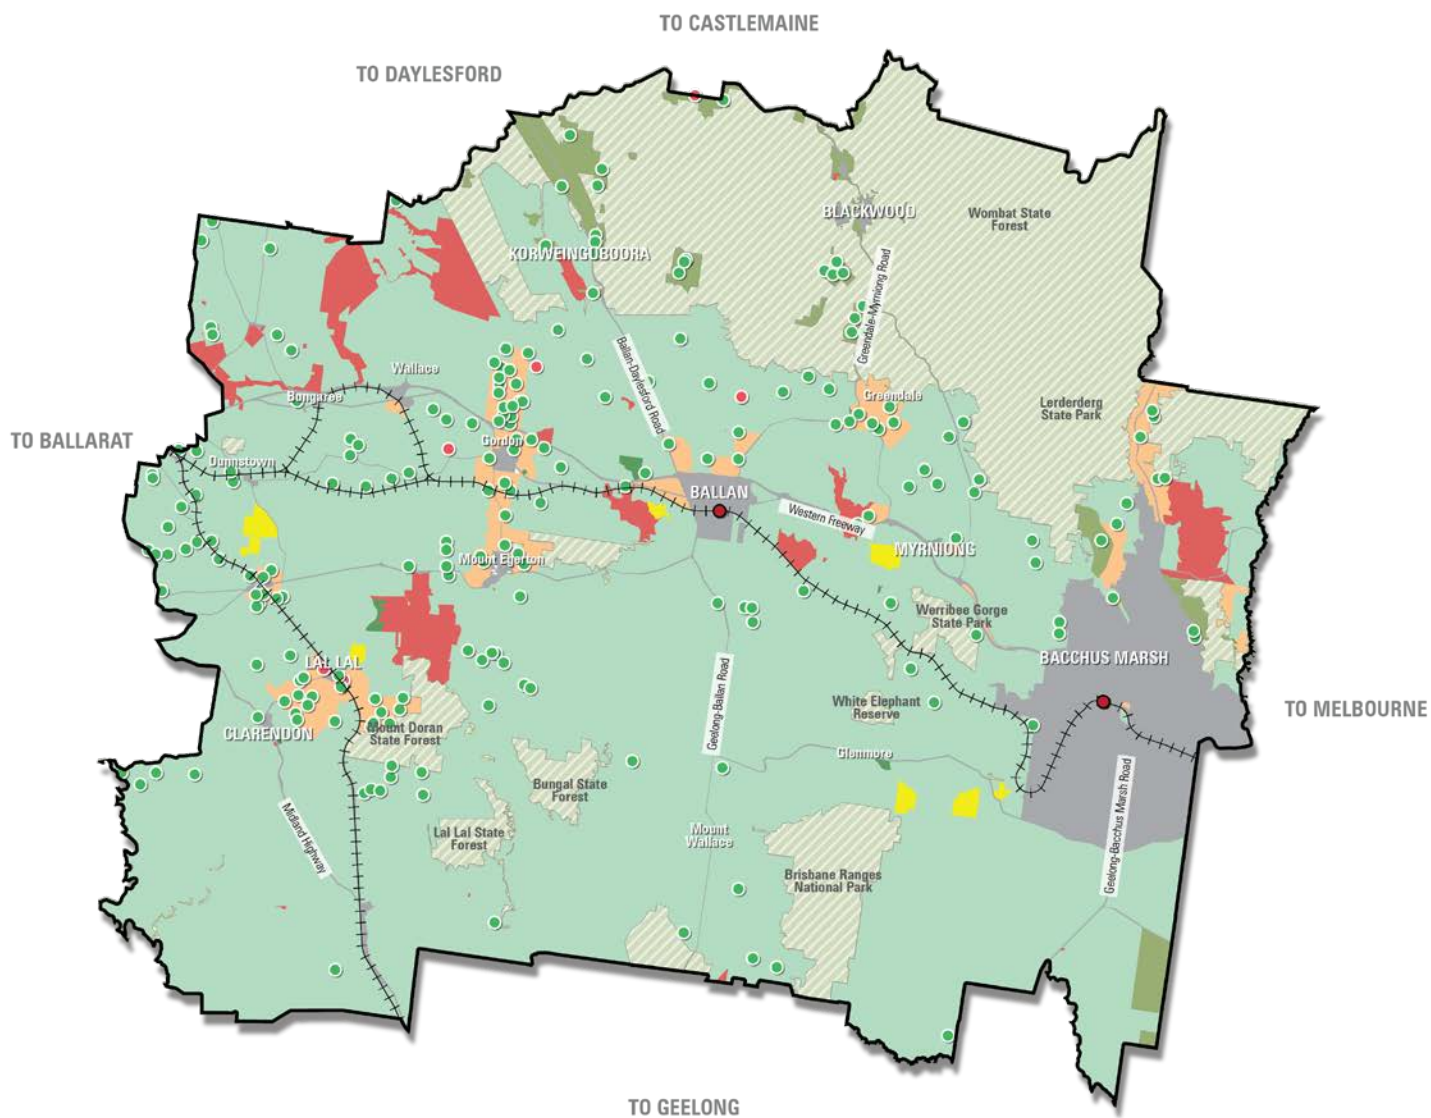 TO CASTLEMAINE
TO DAYLESFORD
BLACKWOOD
Wombat State
Forest
KORWEINGUBOORA
Greendale-Myrniong Road
Ballan-Daylesford Road
Wallace
Bungaree
Greendale
Lerderderg
State Park
TO BALLARAT
Gordon
Dunnstown
BALLAN
Western Freeway
MYRNIONG
Mount Egerton
Werribee Gorge
State Park
BACCHUS MARSH
LAL LAL
Geelong-Ballan Road
White Elephant
Reserve
TO MELBOURNE
CLARENDON
Mount Doran
State Forest
Glenmore
Bungal State
Forest
Geelong-Bacchus Marsh Road
Midland Highway
Lal Lal State
Forest
Mount
Wallace
Brisbane Ranges
National Park
TO GEELONG